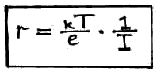 r = kT/e · 1/I